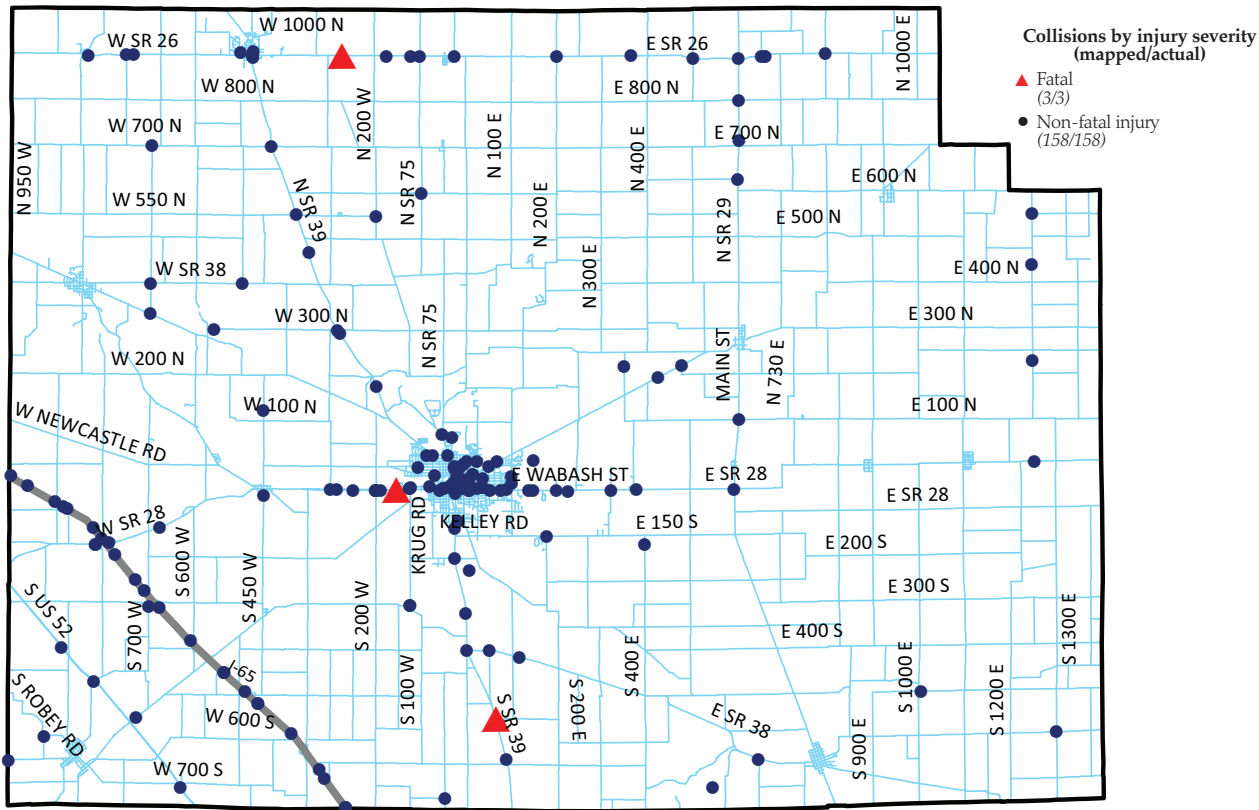 W 1000 N
W SR 26
E SR 26
N 1000 E
Collisions by injury severity
(mapped/actual)
Fatal
(3/3)
Non-fatal injury
(158/158)
W 800 N
E 800 N
W 700 N
N 200 W
N 100 E
N 400 E
E 700 N
N 950 W
W 550 N
N SR 39
N SR 75
N 200 E
N SR 29
E 600 N
E 500 N
W SR 38
N 300 E
E 400 N
W 300 N
N SR 75
E 300 N
W 200 N
MAIN ST
N 730 E
W 100 N
E 100 N
W NEWCASTLE RD
E WABASH ST
E SR 28
E SR 28
W SR 28
KRUG RD
KELLEY RD
E 150 S
E 200 S
S 600 W
S 450 W
E 300 S
S US 52
S 700 W
S 200 W
E 400 S
S 1300 E
I-65
S 100 W
S 400 E
S 1000 E
S 1200 E
S ROBEY RD
W 600 S
S SR 39
S 200 E
E SR 38
S 900 E
W 700 S